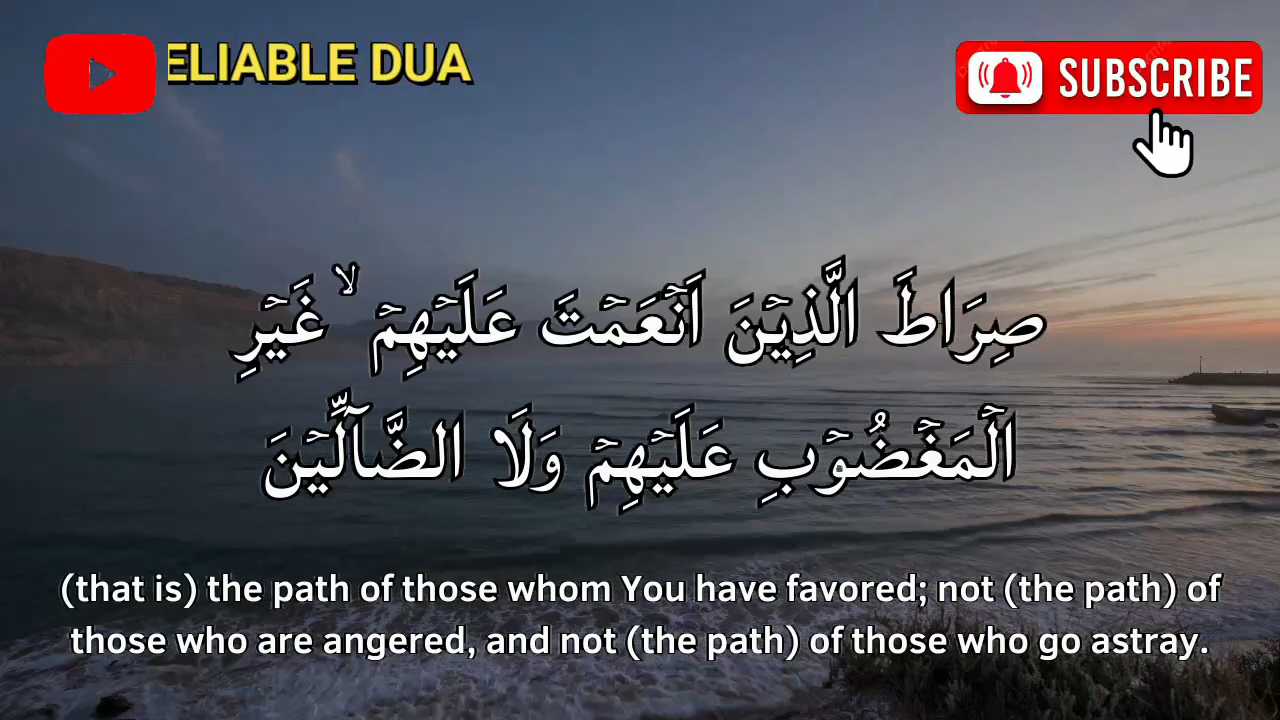 ELIABLE DUA
SUBSCRIBE
صِرَاطَ الَّذِيۡنَ اَنۡعَمۡتَ عَلَيۡهِمۡ ۙ غَيۡرِ
الۡمَغۡضُوۡبِ عَلَيۡهِمۡ وَلَا الضَّآلِّيۡنَ
(that is) the path of those whom You have favored; not (the path) of
those who are angered, and not (the path) of those who go astray.